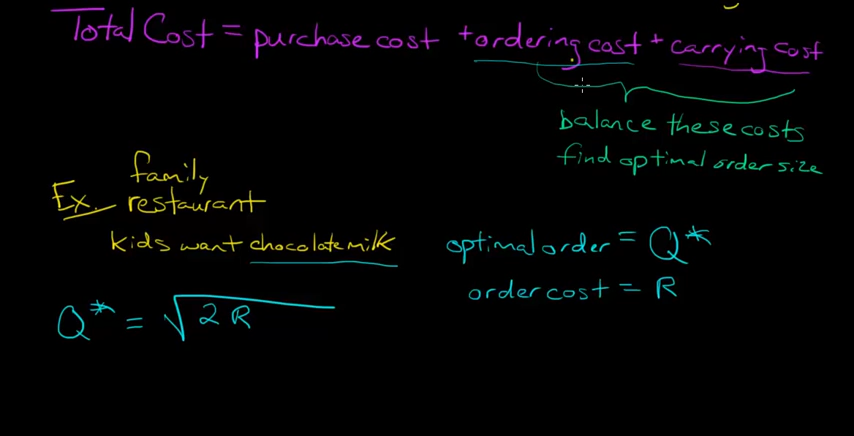 Total Cost = purchase cost + ordering cost + carrying cost
balance these costs
find optimal order size
family
Ex. restaurant
kids want chocolate milk
optimal order = Q*
order cost = R
Q* = √2R